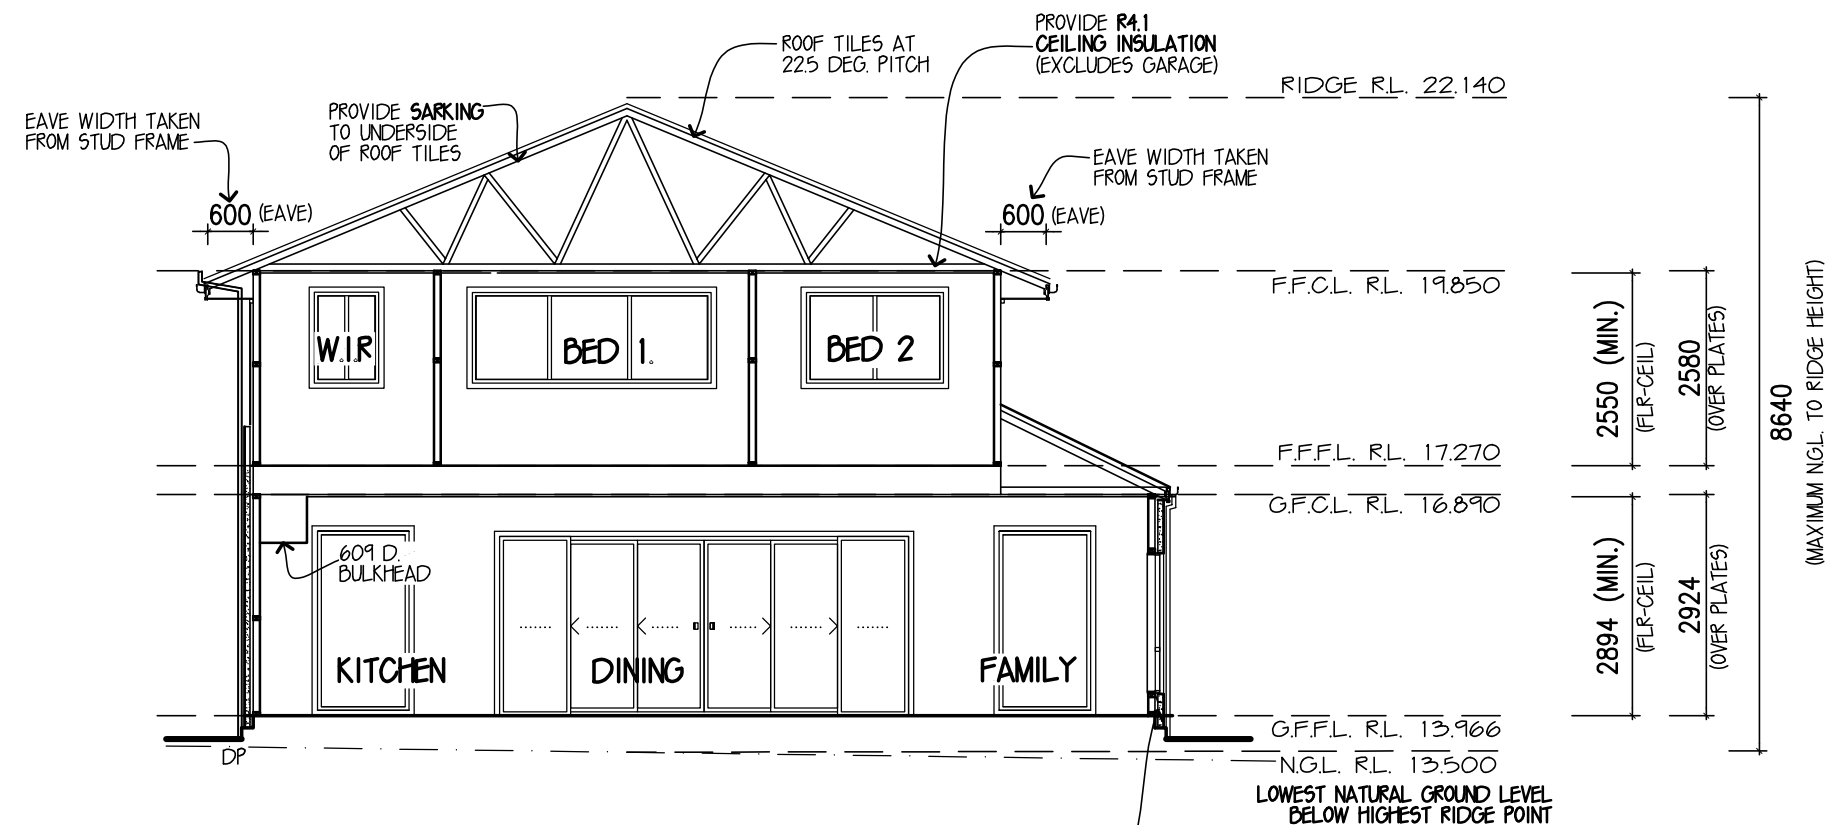 PROVIDE R4.1
CEILING INSULATION
(EXCLUDES GARAGE)
ROOF TILES AT
22.5 DEG. PITCH
RIDGE R.L. 22.140
EAVE WIDTH TAKEN
FROM STUD FRAME
PROVIDE SARKING
TO UNDERSIDE
OF ROOF TILES
EAVE WIDTH TAKEN
FROM STUD FRAME
600 (EAVE)
600 (EAVE)
F.F.C.L. R.L. 19.850
W.I.R
BED 1.
BED 2
2550 (MIN.)
(FLR-CEIL)
2580
(OVER PLATES)
8640
(MAXIMUM N.G.L. TO RIDGE HEIGHT)
F.F.F.L. R.L. 17.270
G.F.C.L. R.L. 16.890
609 D.
BULKHEAD
2894 (MIN.)
(FLR-CEIL)
2924
(OVER PLATES)
KITCHEN
DINING
FAMILY
G.F.F.L. R.L. 13.966
DP
N.G.L. R.L. 13.500
LOWEST NATURAL GROUND LEVEL
BELOW HIGHEST RIDGE POINT